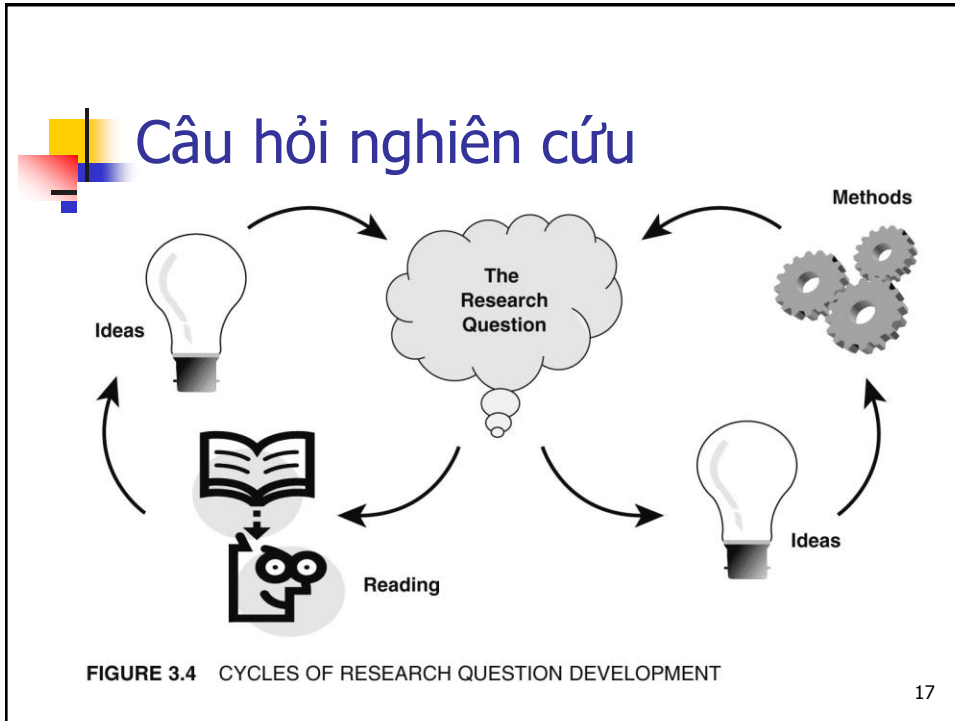 Câu hỏi nghiên cứu
Methods
The
Research
Question
Ideas
Ideas
Reading
FIGURE 3.4 CYCLES OF RESEARCH QUESTION DEVELOPMENT
17